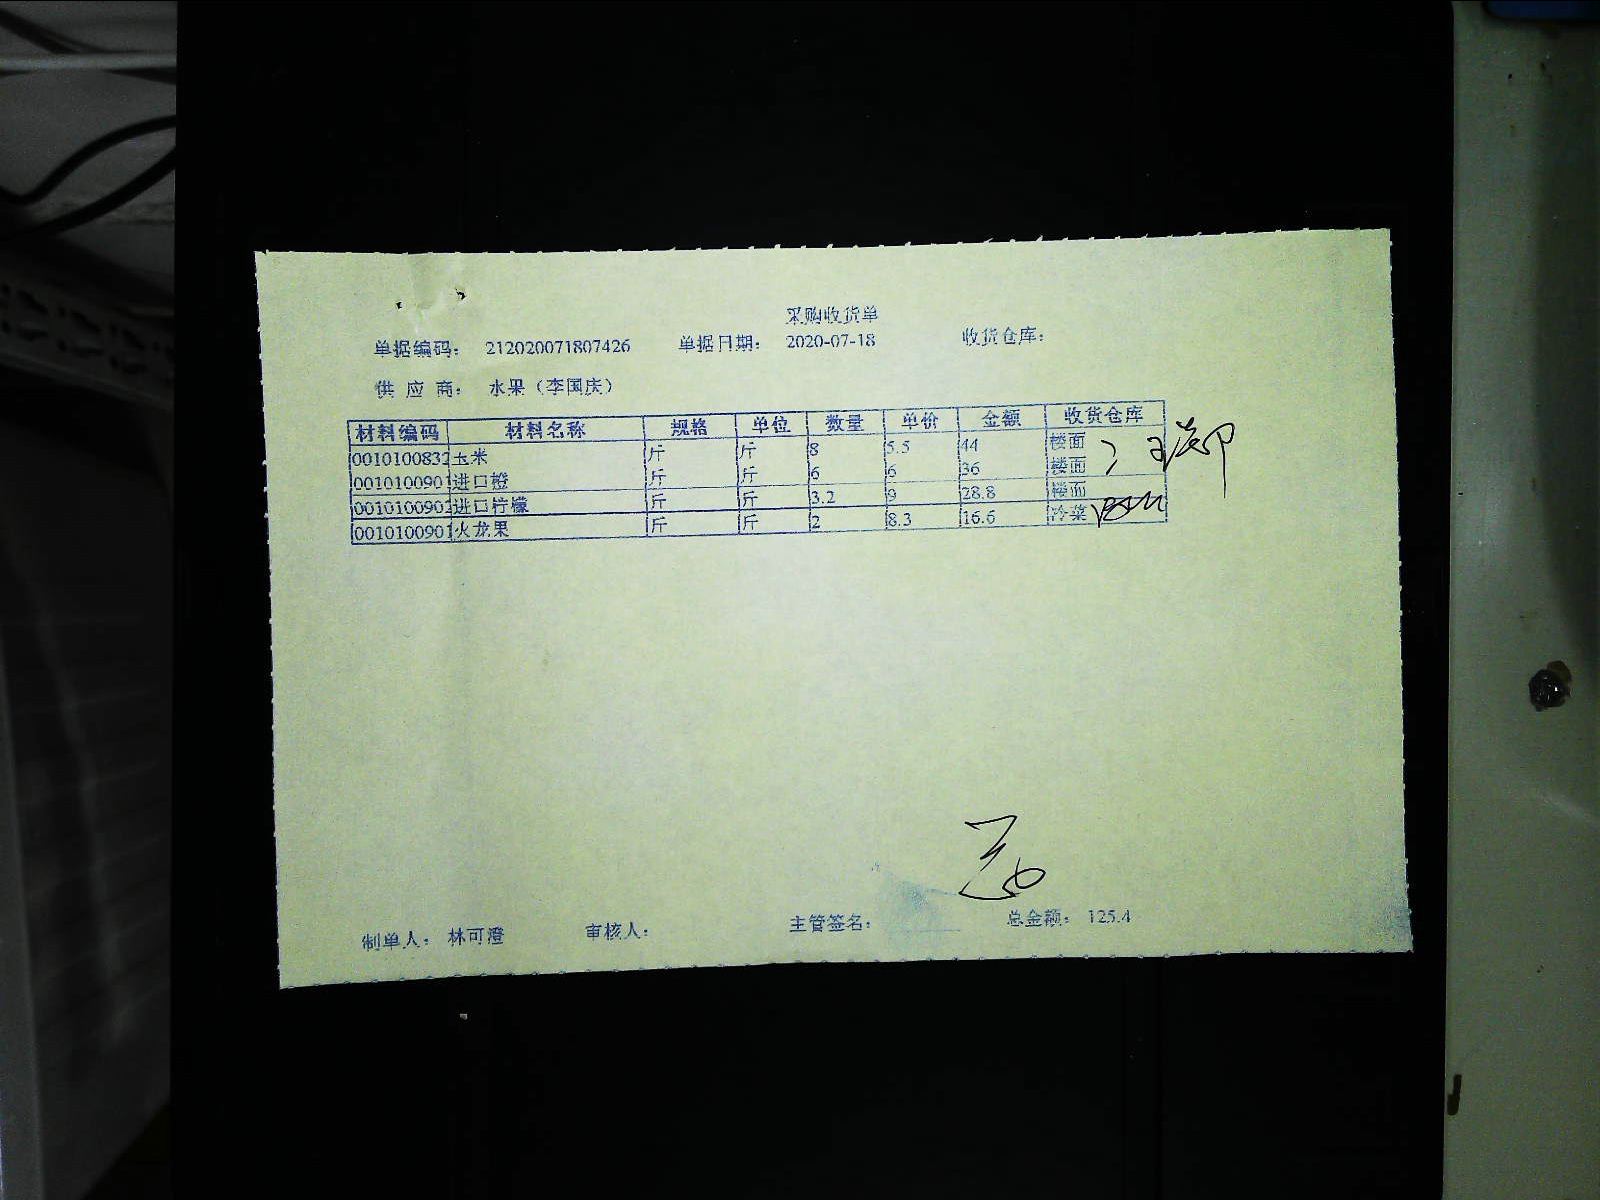 采购收货单
单据编码： 212020071807426 单据日期： 2020-07-18 收货仓库：
供 应 商： 水果（李国庆）
材料编码 材料名称 规格 单位 数量 单价 金额 收货仓库
0010100832 玉米 斤 斤 8 5.5 44 楼面
0010100901 进口橙 斤 斤 6 6 36 楼面
0010100902 进口柠檬 斤 斤 3.2 9 28.8 楼面
0010100901 火龙果 斤 斤 2 8.3 16.6 冷菜
制单人： 林可澄 审核人： 主管签名： 总金额： 125.4